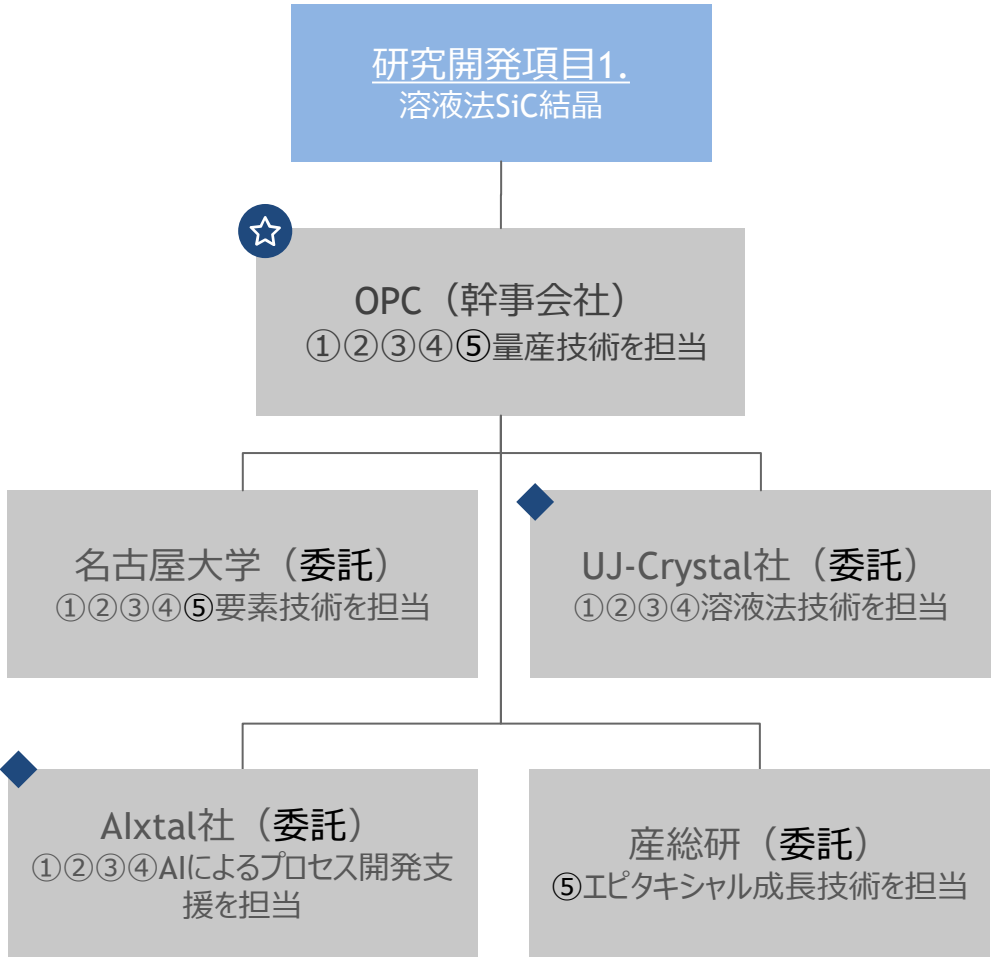 研究開発項目1.
溶液法SiC結晶
OPC（幹事会社）
①②③④⑤量産技術を担当
名古屋大学（委託）
①②③④⑤要素技術を担当
UJ-Crystal社（委託）
①②③④溶液法技術を担当
AIxtal社（委託）
①②③④AIによるプロセス開発支
援を担当
産総研（委託）
⑤エピタキシャル成長技術を担当